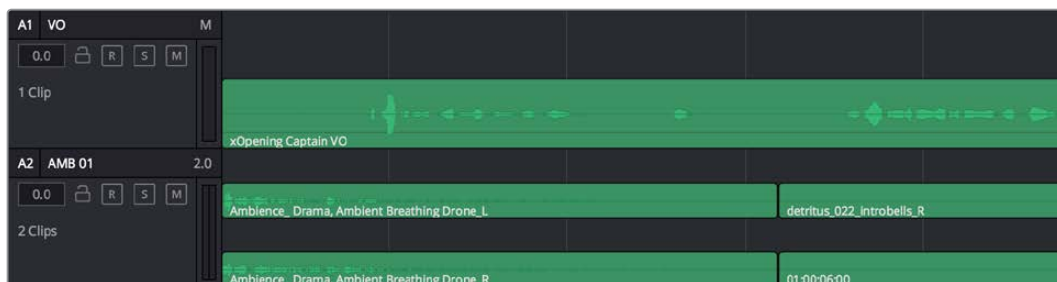 A1 VO M
0.0 R S M
1 Clip
xOpening Captain VO
A2 AMB 01 2.0
0.0 R S M
Ambience_ Drama, Ambient Breathing Drone_L detritus_022_introbells_R
2 Clips
Ambience_ Drama, Ambient Breathing Drone_R 01:00:06:00